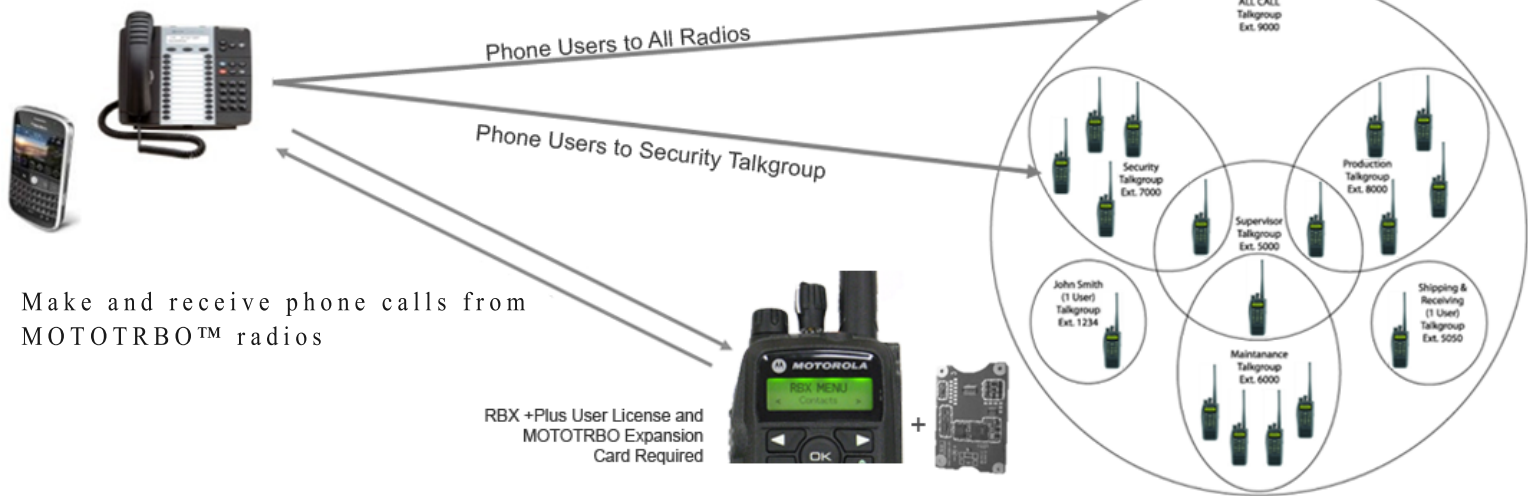 ALL CALL
Talkgroup
Ext. 9000
Phone Users to All Radios
Phone Users to Security Talkgroup
Security
Talkgroup
Ext. 7000
Production
Talkgroup
Ext. 8000
Supervisor
Talkgroup
Ext. 5000
John Smith
(1 User)
Talkgroup
Ext. 1234
Shipping &
Receiving
(1 User)
Talkgroup
Ext. 5050
Maintanance
Talkgroup
Ext. 6000
Make and receive phone calls from
MOTOTRBO™ radios
MOTOROLA
RBX MENU
Contacts
OK
RBX +Plus User License and
MOTOTRBO Expansion
Card Required
+